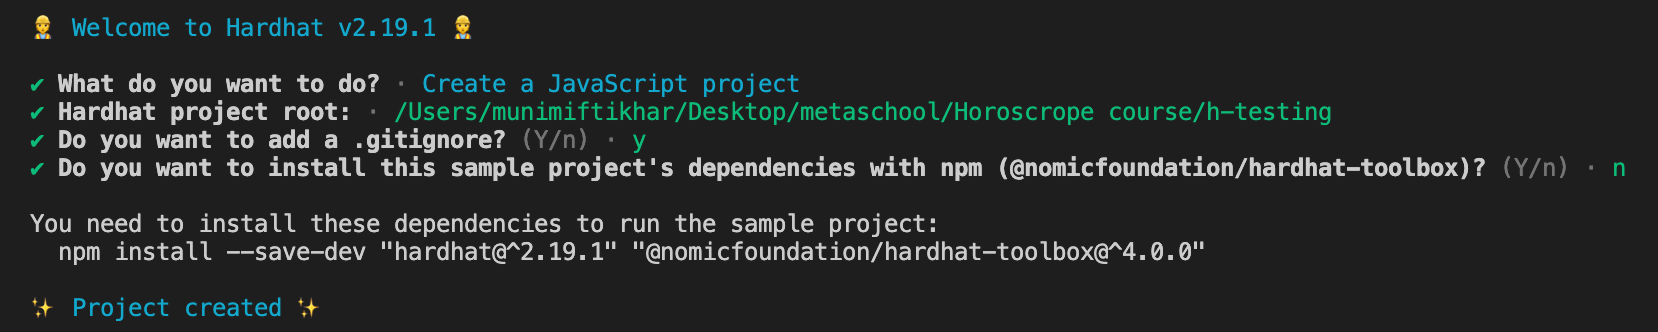 👷 Welcome to Hardhat v2.19.1 👷
✔ What do you want to do? · Create a JavaScript project
✔ Hardhat project root: · /Users/munimiftikhar/Desktop/metaschool/Horoscrope course/h-testing
✔ Do you want to add a .gitignore? (Y/n) · y
✔ Do you want to install this sample project's dependencies with npm (@nomicfoundation/hardhat-toolbox)? (Y/n) · n
You need to install these dependencies to run the sample project:
npm install --save-dev "hardhat@^2.19.1" "@nomicfoundation/hardhat-toolbox@^4.0.0"
✨ Project created ✨